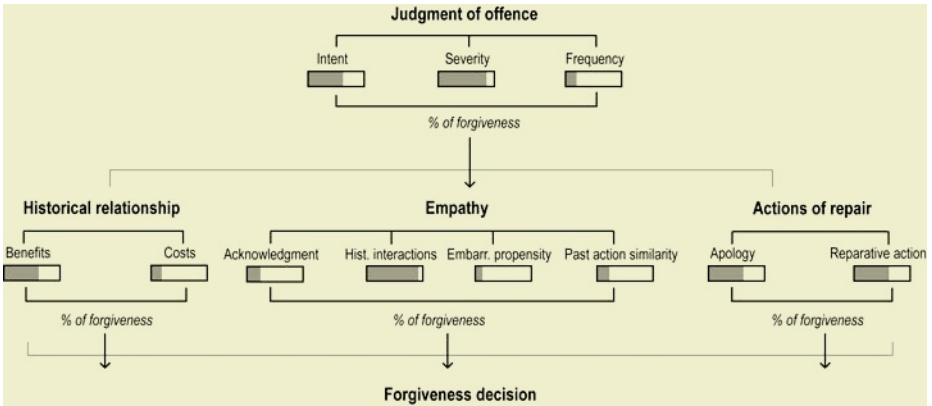 Judgment of offence
Intent Severity Frequency
% of forgiveness
Historical relationship Empathy Actions of repair
Benefits Costs Acknowledgment Hist. interactions Embarr. propensity Past action similarity Apology Reparative action
% of forgiveness % of forgiveness % of forgiveness
Forgiveness decision